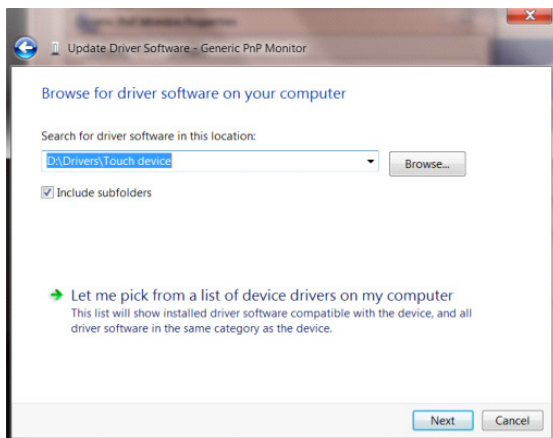 Update Driver Software - Generic PnP Monitor
Browse for driver software on your computer
Search for driver software in this location:
D:\Drivers\Touch device
Browse...
Include subfolders
Let me pick from a list of device drivers on my computer
This list will show installed driver software compatible with the device, and all
driver software in the same category as the device.
Next
Cancel